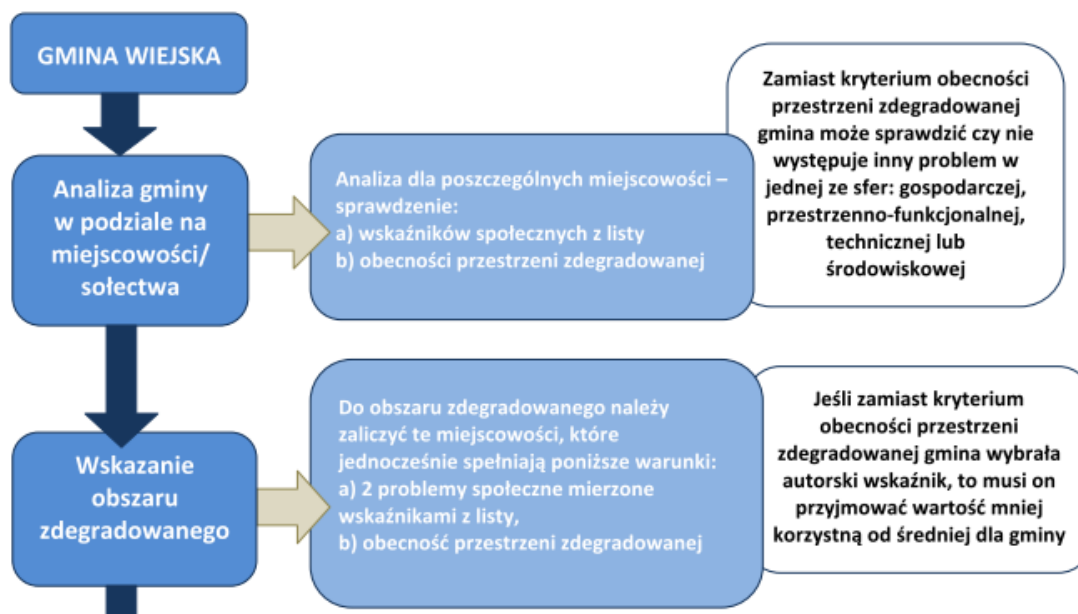 GMINA WIEJSKA
Zamiast kryterium obecności
przestrzeni zdegradowanej
gmina może sprawdzić czy nie
występuje inny problem w
jednej ze sfer: gospodarczej,
przestrzenno-funkcjonalnej,
technicznej lub
środowiskowej
Analiza gminy
w podziale na
miejscowości/
sołectwa
Analiza dla poszczególnych miejscowości –
sprawdzenie:
a) wskaźników społecznych z listy
b) obecności przestrzeni zdegradowanej
Wskazanie
obszaru
zdegradowanego
Do obszaru zdegradowanego należy
zaliczyć te miejscowości, które
jednocześnie spełniają poniższe warunki:
a) 2 problemy społeczne mierzone
wskaźnikami z listy,
b) obecność przestrzeni zdegradowanej
Jeśli zamiast kryterium
obecności przestrzeni
zdegradowanej gmina wybrała
autorski wskaźnik, to musi on
przyjmować wartość mniej
korzystną od średniej dla gminy